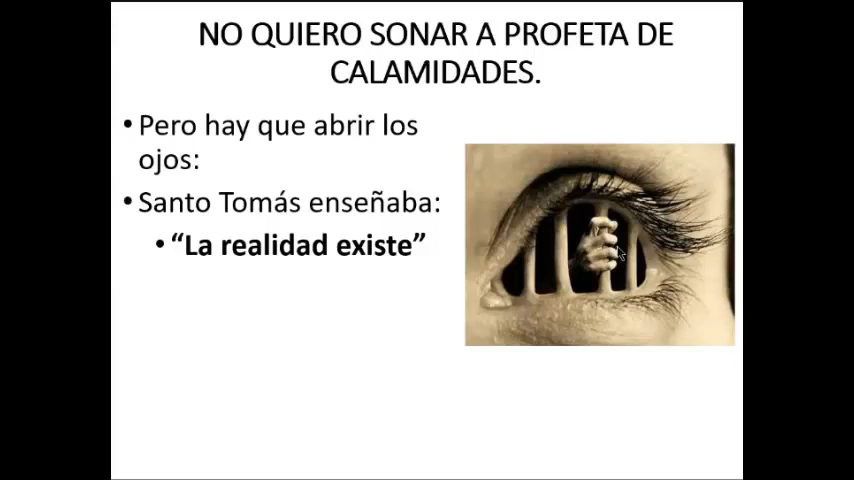 NO QUIERO SONAR A PROFETA DE
CALAMIDADES.
• Pero hay que abrir los
ojos:
• Santo Tomás enseñaba:
• “La realidad existe”